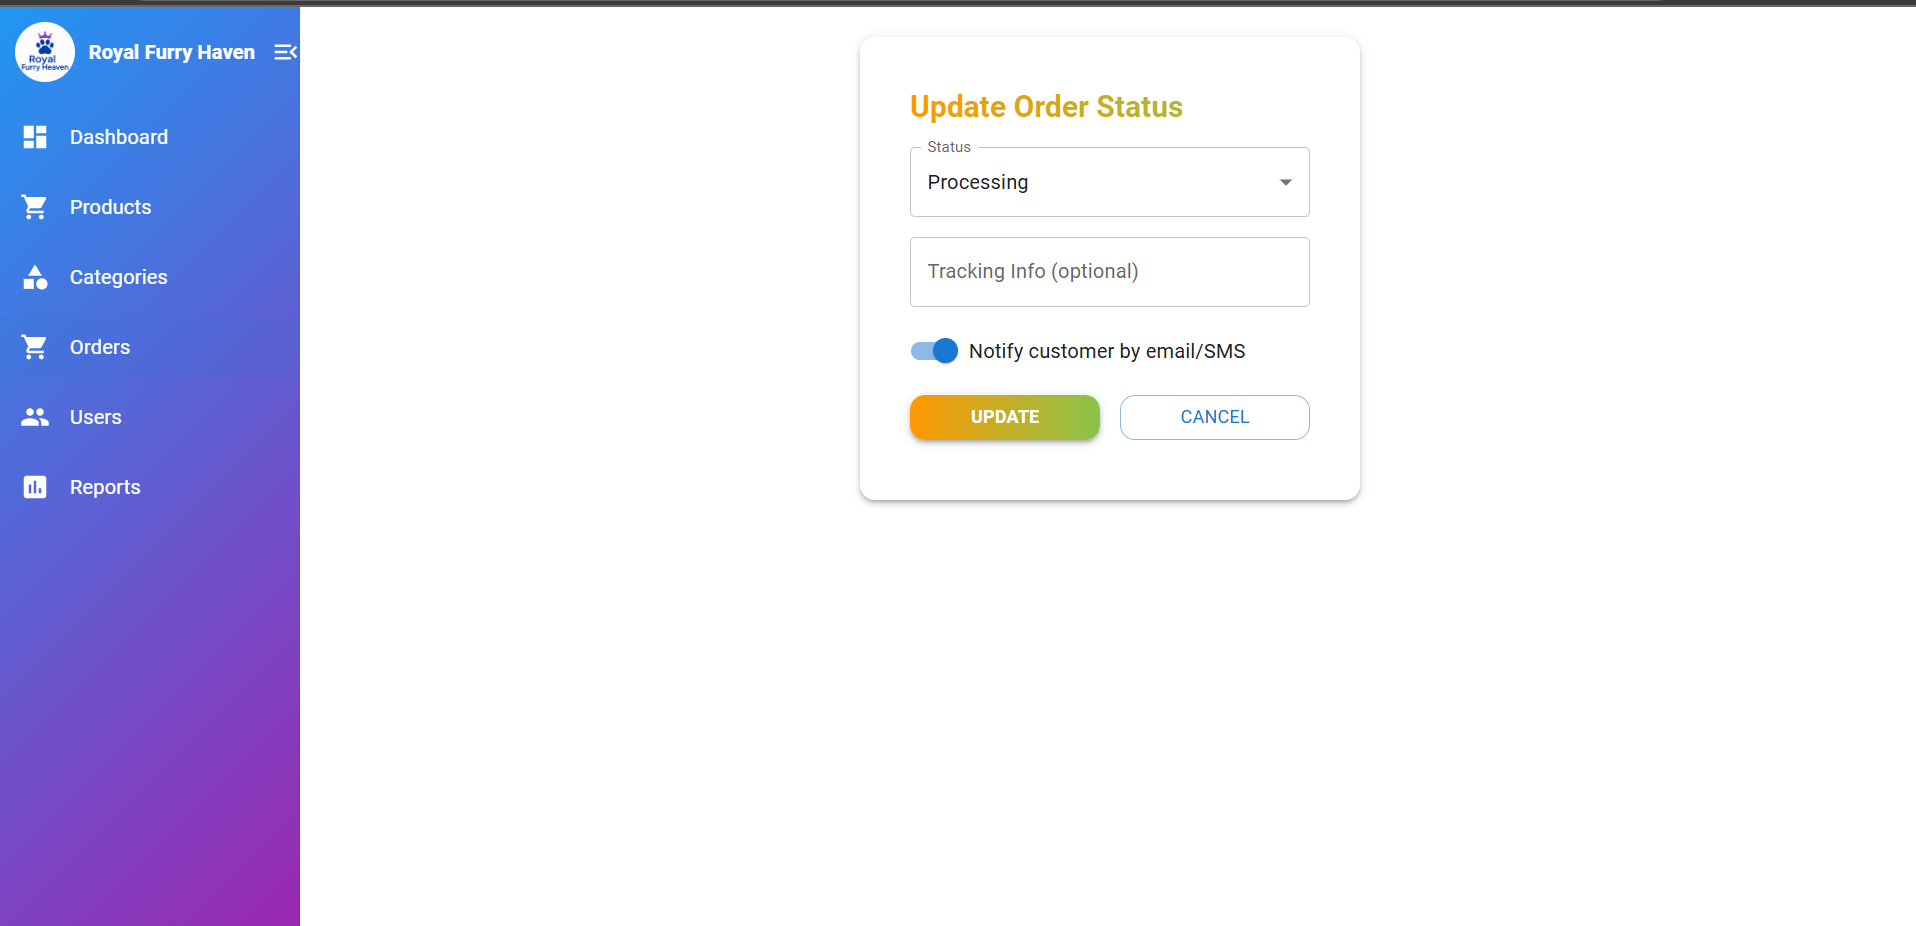 Royal
Furry Heaven
Royal Furry Haven
Dashboard
Products
Categories
Orders
Users
Reports
Update Order Status
Status
Processing
Tracking Info (optional)
Notify customer by email/SMS
UPDATE
CANCEL